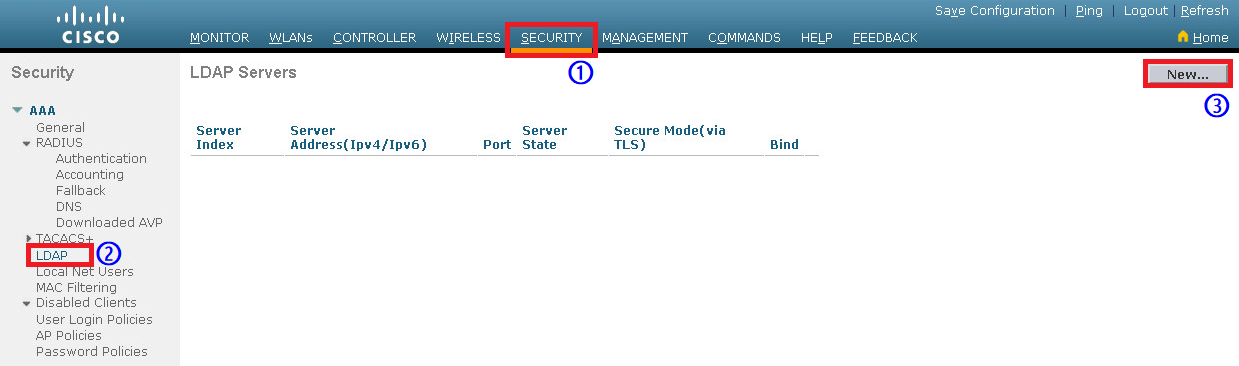 Save Configuration | Ping | Logout | Refresh
CISCO
MONITOR WLANs CONTROLLER WIRELESS SECURITY MANAGEMENT COMMANDS HELP FEEDBACK Home
①
Security
LDAP Servers
New...
③
AAA
General
RADIUS
Authentication
Accounting
Fallback
DNS
Downloaded AVP
TACACS+
LDAP ②
Local Net Users
MAC Filtering
Disabled Clients
User Login Policies
AP Policies
Password Policies
Server Index
Server Address(Ipv4/Ipv6)
Port
Server State
Secure Mode(via TLS)
Bind